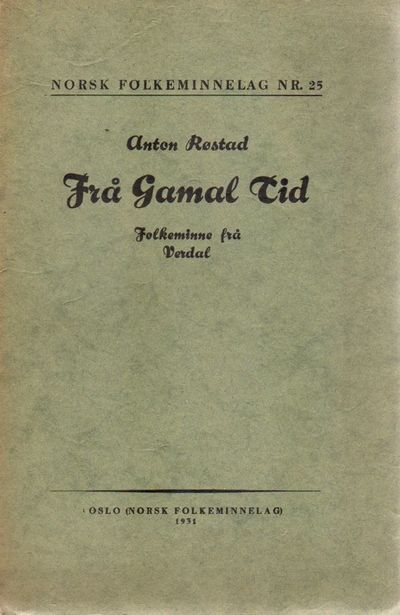 NORSK FOLKEMINNELAG NR. 25
Anton Røstad
Frå Gamal Tid
Folkeminne frå
Verdal
OSLO (NORSK FOLKEMINNELAG)
1931